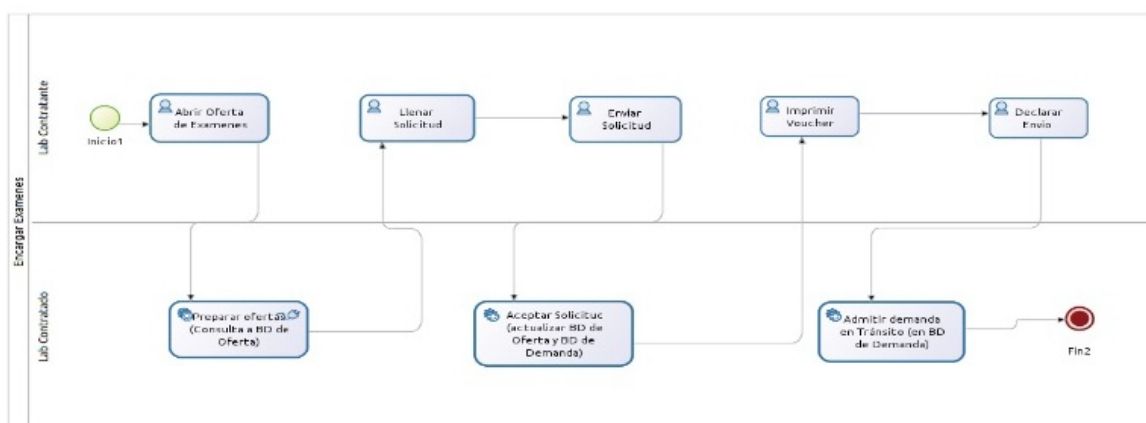 Encargar Examenes
Lab Contratante
Inicio1
Abrir Oferta
de Examenes
Llenar
Solicitud
Enviar
Solicitud
Imprimir
Voucher
Declarar
Envio
Lab Contratado
Preparar ofertas
(Consulta a BD de
Oferta)
Aceptar Solicituc
(actualizar BD de
Oferta y BD de
Demanda)
Admitir demanda
en Tránsito (en BD
de Demanda)
Fin2